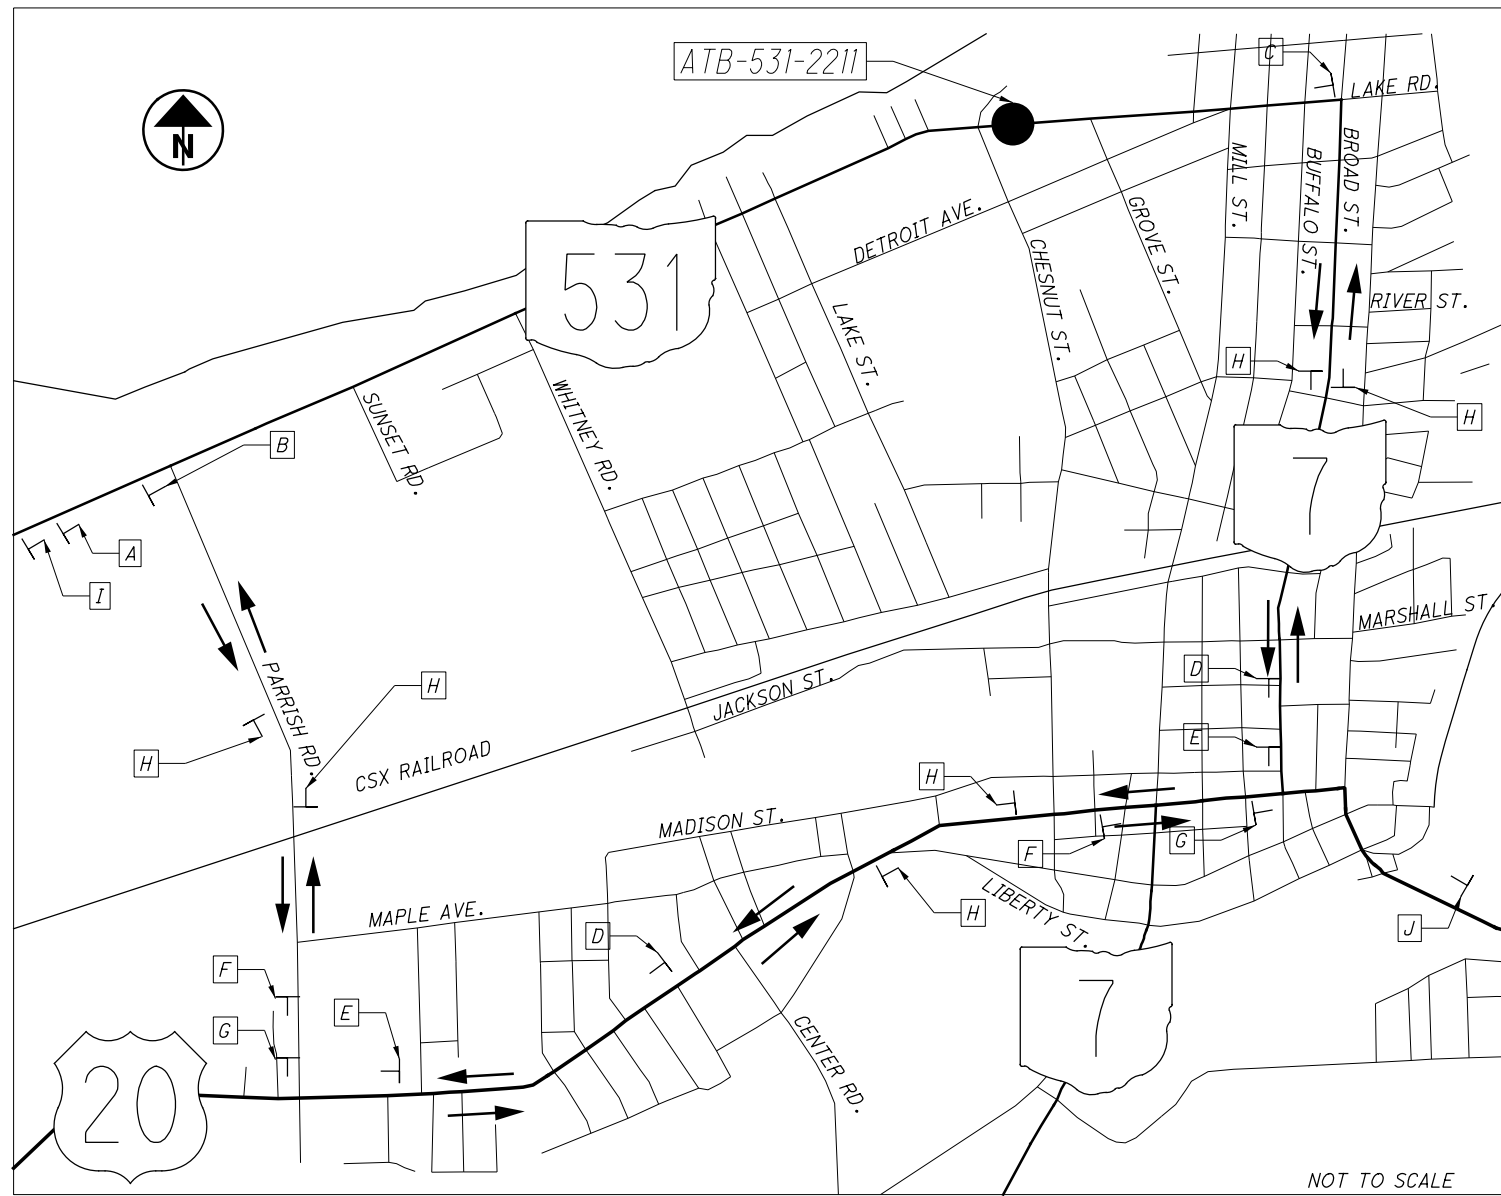 ATB-531-2211
C
LAKE RD.
N
MILL ST.
BUFFALO ST.
BROAD ST.
DETROIT AVE.
GROVE ST.
CHESNUT ST.
531
LAKE ST.
RIVER ST.
H
H
SUNSET RD.
WHITNEY RD.
B
7
A
I
MARSHALL ST.
PARRISH RD.
H
D
JACKSON ST.
E
H
CSX RAILROAD
H
MADISON ST.
F
G
MAPLE AVE.
H
LIBERTY ST.
J
D
F
E
G
7
CENTER RD.
20
NOT TO SCALE